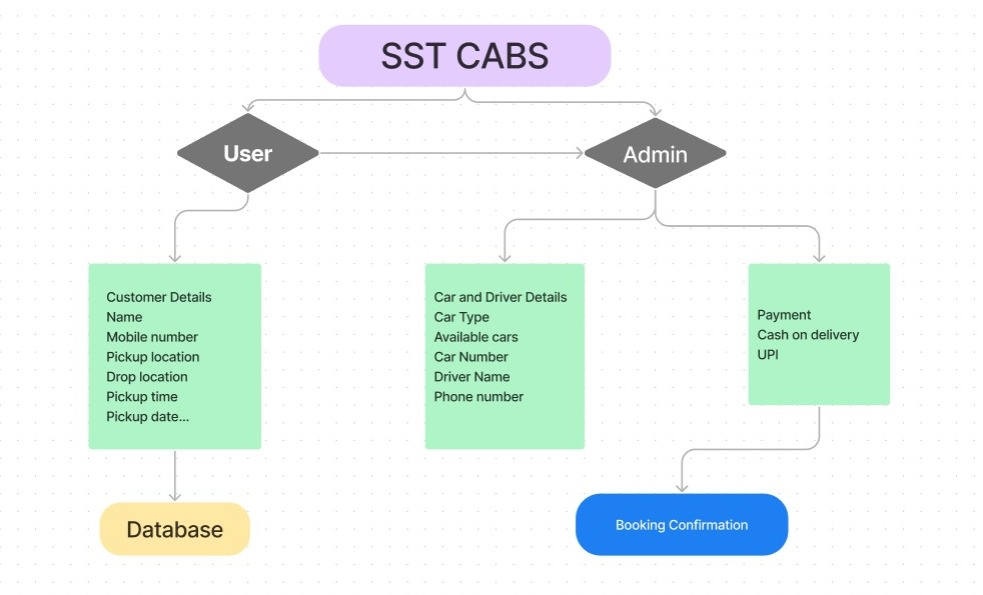 SST CABS
User
Admin
Customer Details
Name
Mobile number
Pickup location
Drop location
Pickup time
Pickup date...
Car and Driver Details
Car Type
Available cars
Car Number
Driver Name
Phone number
Payment
Cash on delivery
UPI
Database
Booking Confirmation